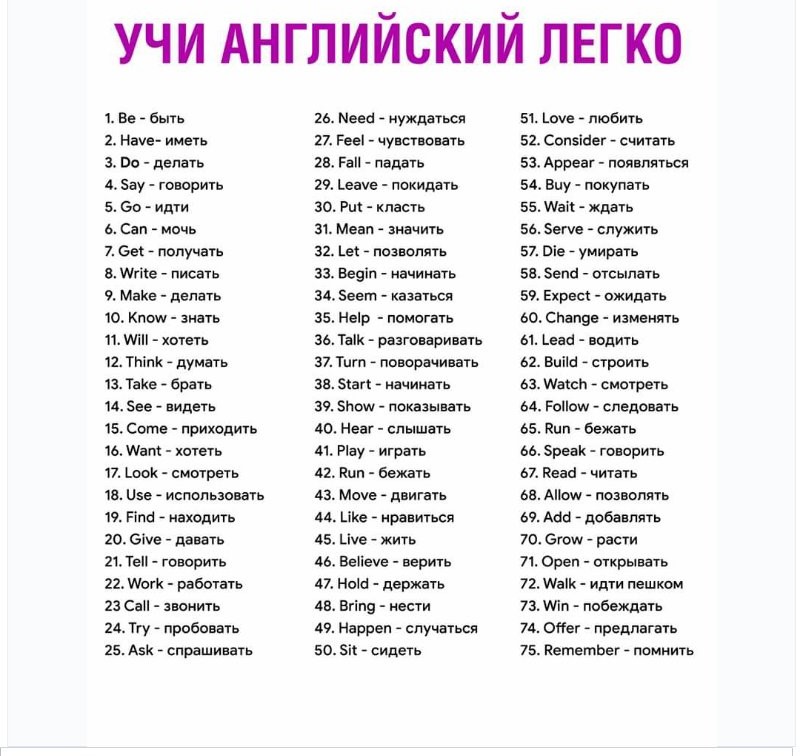 УЧИ АНГЛИЙСКИЙ ЛЕГКО
1. Be - быть
2. Have- иметь
3. Do - делать
4. Say - говорить
5. Go - идти
6. Can - мочь
7. Get - получать
8. Write - писать
9. Make - делать
10. Know - знать
11. Will - хотеть
12. Think - думать
13. Take - брать
14. See - видеть
15. Come - приходить
16. Want - хотеть
17. Look - смотреть
18. Use - использовать
19. Find - находить
20. Give - давать
21. Tell - говорить
22. Work - работать
23 Call - звонить
24. Try - пробовать
25. Ask - спрашивать
26. Need - нуждаться
27. Feel - чувствовать
28. Fall - падать
29. Leave - покидать
30. Put - класть
31. Mean - значить
32. Let - позволять
33. Begin - начинать
34. Seem - казаться
35. Help - помогать
36. Talk - разговаривать
37. Turn - поворачивать
38. Start - начинать
39. Show - показывать
40. Hear - слышать
41. Play - играть
42. Run - бежать
43. Move - двигать
44. Like - нравиться
45. Live - жить
46. Believe - верить
47. Hold - держать
48. Bring - нести
49. Happen - случаться
50. Sit - сидеть
51. Love - любить
52. Consider - считать
53. Appear - появляться
54. Buy - покупать
55. Wait - ждать
56. Serve - служить
57. Die - умирать
58. Send - отсылать
59. Expect - ожидать
60. Change - изменять
61. Lead - водить
62. Build - строить
63. Watch - смотреть
64. Follow - следовать
65. Run - бежать
66. Speak - говорить
67. Read - читать
68. Allow - позволять
69. Add - добавлять
70. Grow - расти
71. Open - открывать
72. Walk - идти пешком
73. Win - побеждать
74. Offer - предлагать
75. Remember - помнить